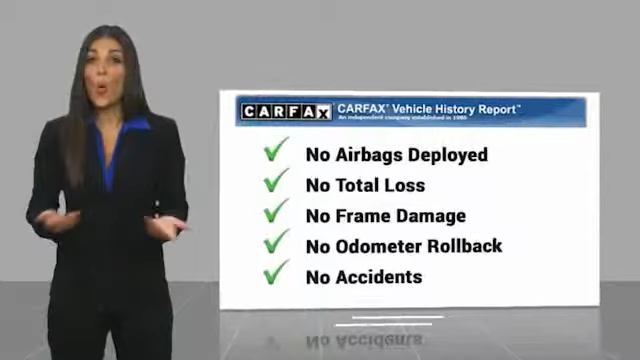 CARFAX CARFAX® Vehicle History Report™
An independent company established in 1986
No Airbags Deployed
No Total Loss
No Frame Damage
No Odometer Rollback
No Accidents